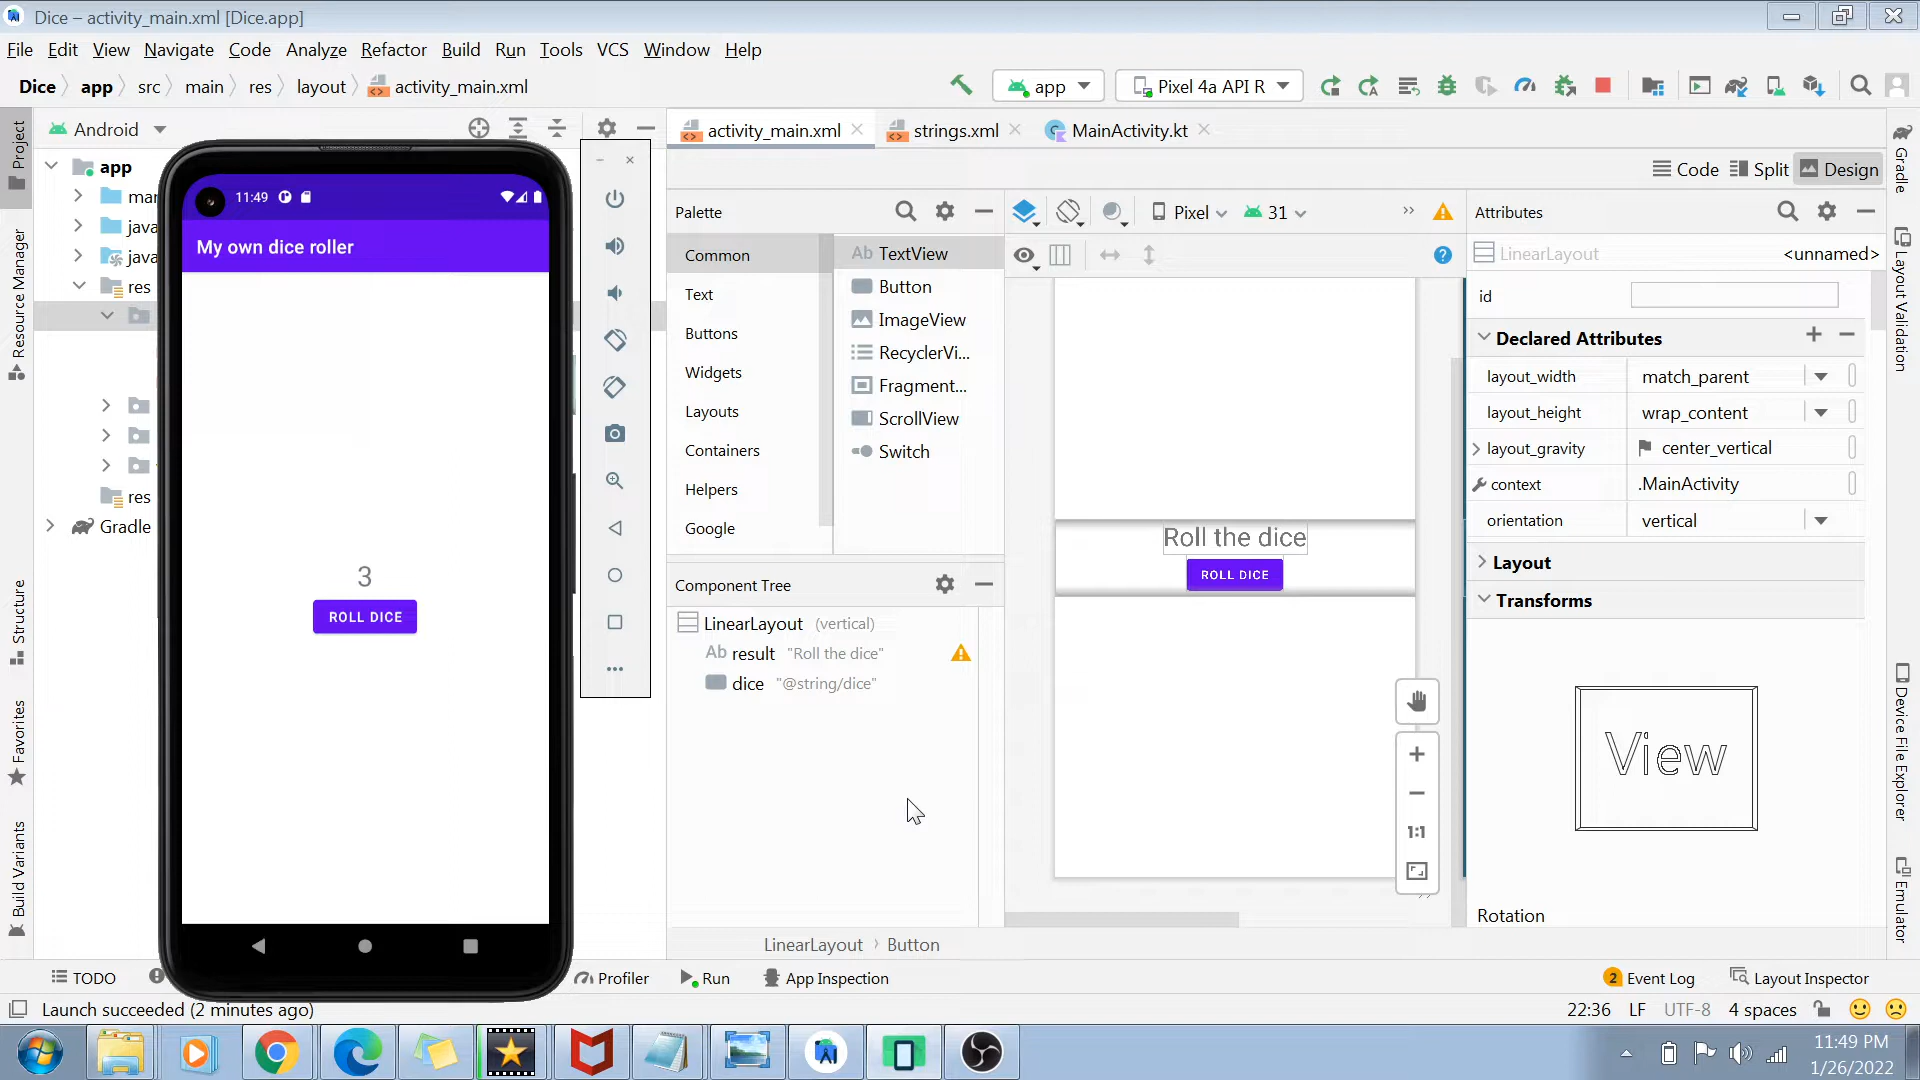 Dice – activity_main.xml [Dice.app]
File Edit View Navigate Code Analyze Refactor Build Run Tools VCS Window Help
Dice app src main res layout activity_main.xml
app
Pixel 4a API R
Project
Resource Manager
Structure
Favorites
Build Variants
Android
app
mar
java
java
res
res
Gradle
11:49
My own dice roller
3
ROLL DICE
activity_main.xml
strings.xml
MainActivity.kt
Code Split Design
Palette
Common
Text
Buttons
Widgets
Layouts
Containers
Helpers
Google
Ab TextView
Button
ImageView
RecyclerVi...
Fragment...
ScrollView
Switch
Component Tree
LinearLayout (vertical)
Ab result "Roll the dice"
dice "@string/dice"
Pixel
31
»
?
Roll the dice
ROLL DICE
1:1
LinearLayout › Button
Attributes
LinearLayout <unnamed>
id
Declared Attributes
layout_width match_parent
layout_height wrap_content
layout_gravity center_vertical
context .MainActivity
orientation vertical
Layout
Transforms
View
Rotation
Gradle
Layout Validation
Device File Explorer
Emulator
TODO
Profiler
Run
App Inspection
2 Event Log
Layout Inspector
Launch succeeded (2 minutes ago)
22:36 LF UTF-8 4 spaces
11:49 PM
1/26/2022